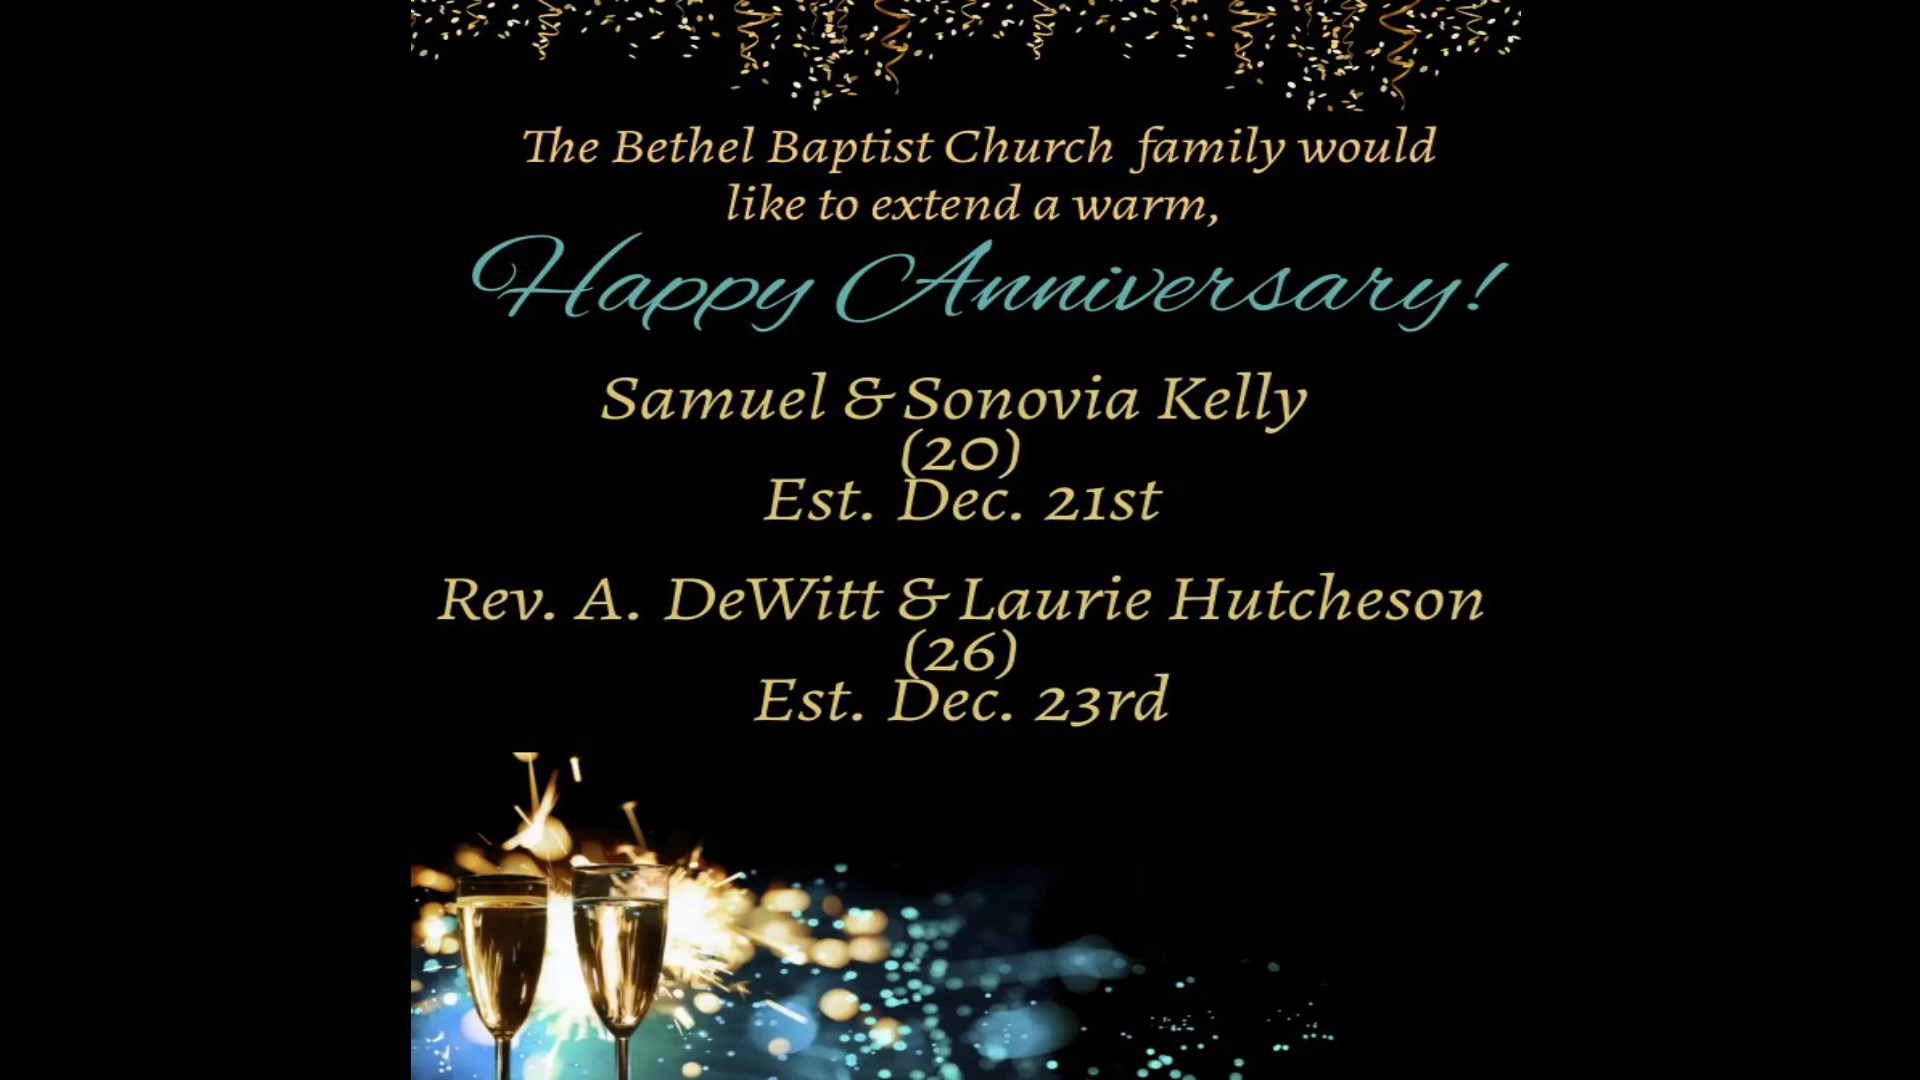 The Bethel Baptist Church family would
like to extend a warm,
Happy Anniversary!
Samuel & Sonovia Kelly
(20)
Est. Dec. 21st
Rev. A. DeWitt & Laurie Hutcheson
(26)
Est. Dec. 23rd